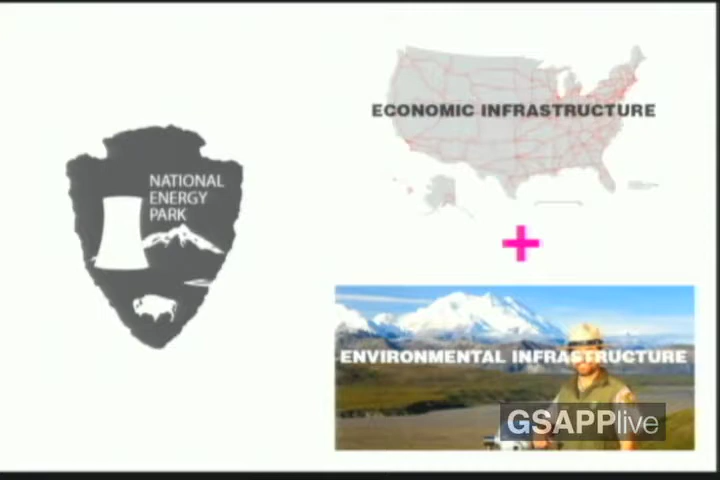 NATIONAL
ENERGY
PARK
ECONOMIC INFRASTRUCTURE
+
ENVIRONMENTAL INFRASTRUCTURE
GSAPPlive